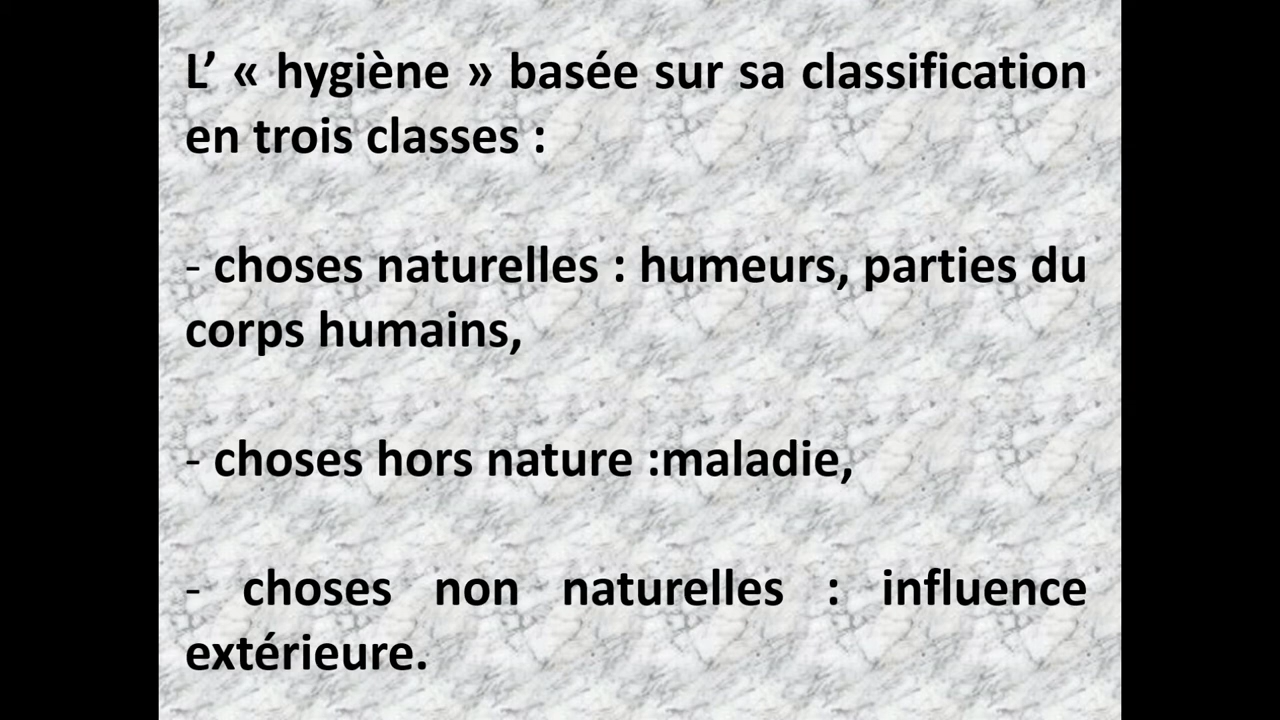 L’ « hygiène » basée sur sa classification
en trois classes :
- choses naturelles : humeurs, parties du
corps humains,
- choses hors nature :maladie,
- choses non naturelles : influence
extérieure.